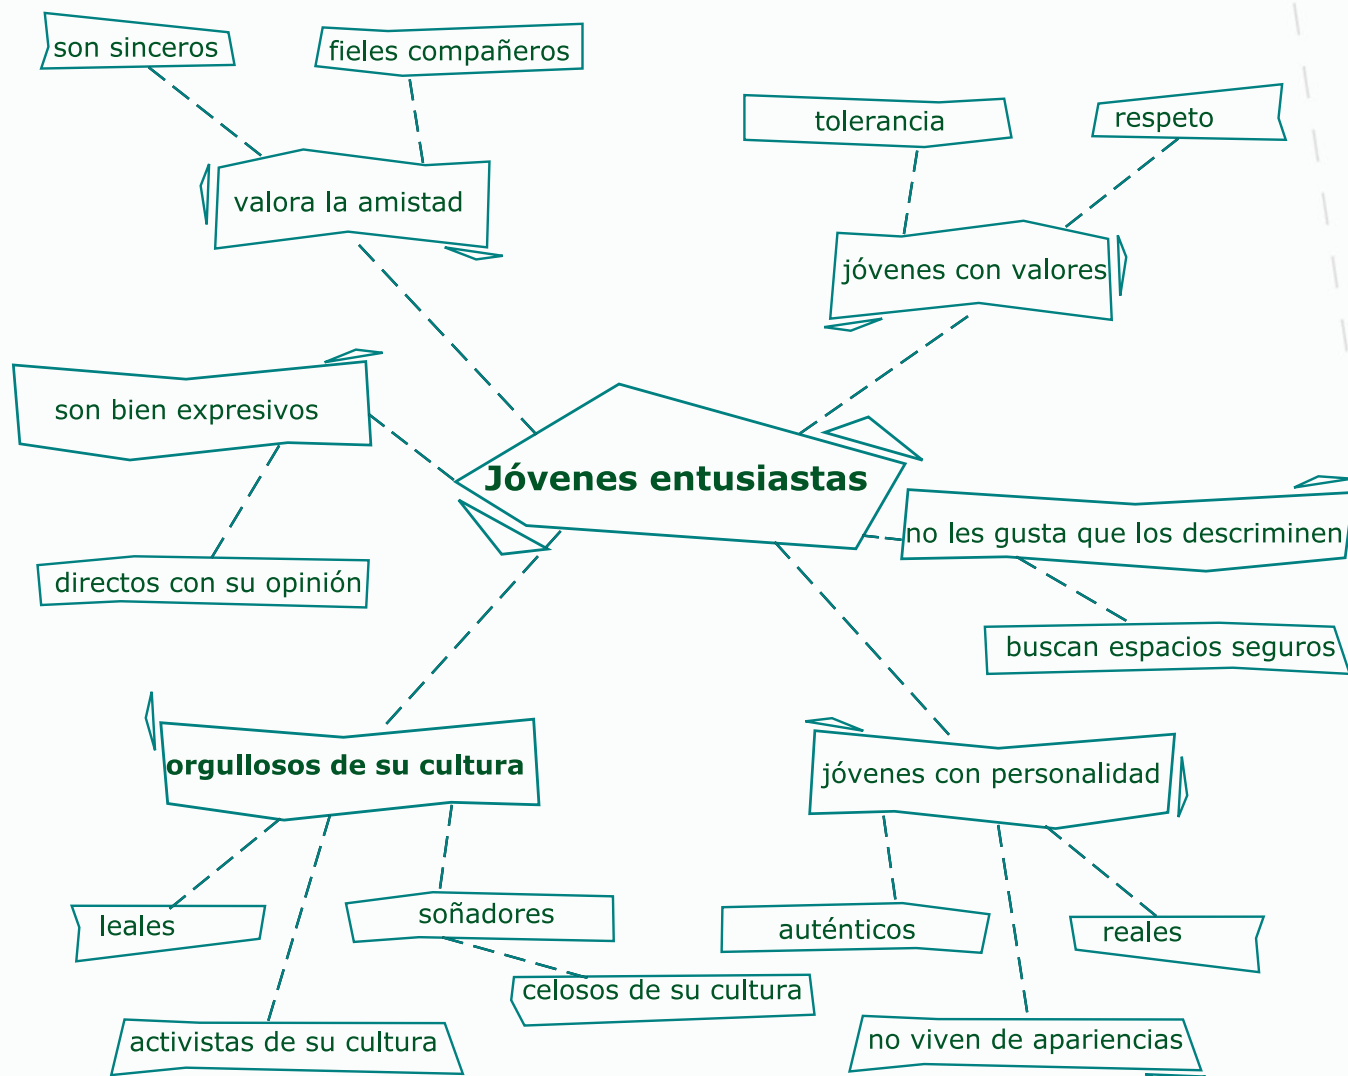 son sinceros
fieles compañeros
tolerancia
respeto
valora la amistad
jóvenes con valores
son bien expresivos
Jóvenes entusiastas
no les gusta que los descriminen
directos con su opinión
buscan espacios seguros
orgullosos de su cultura
jóvenes con personalidad
leales
soñadores
auténticos
reales
celosos de su cultura
activistas de su cultura
no viven de apariencias